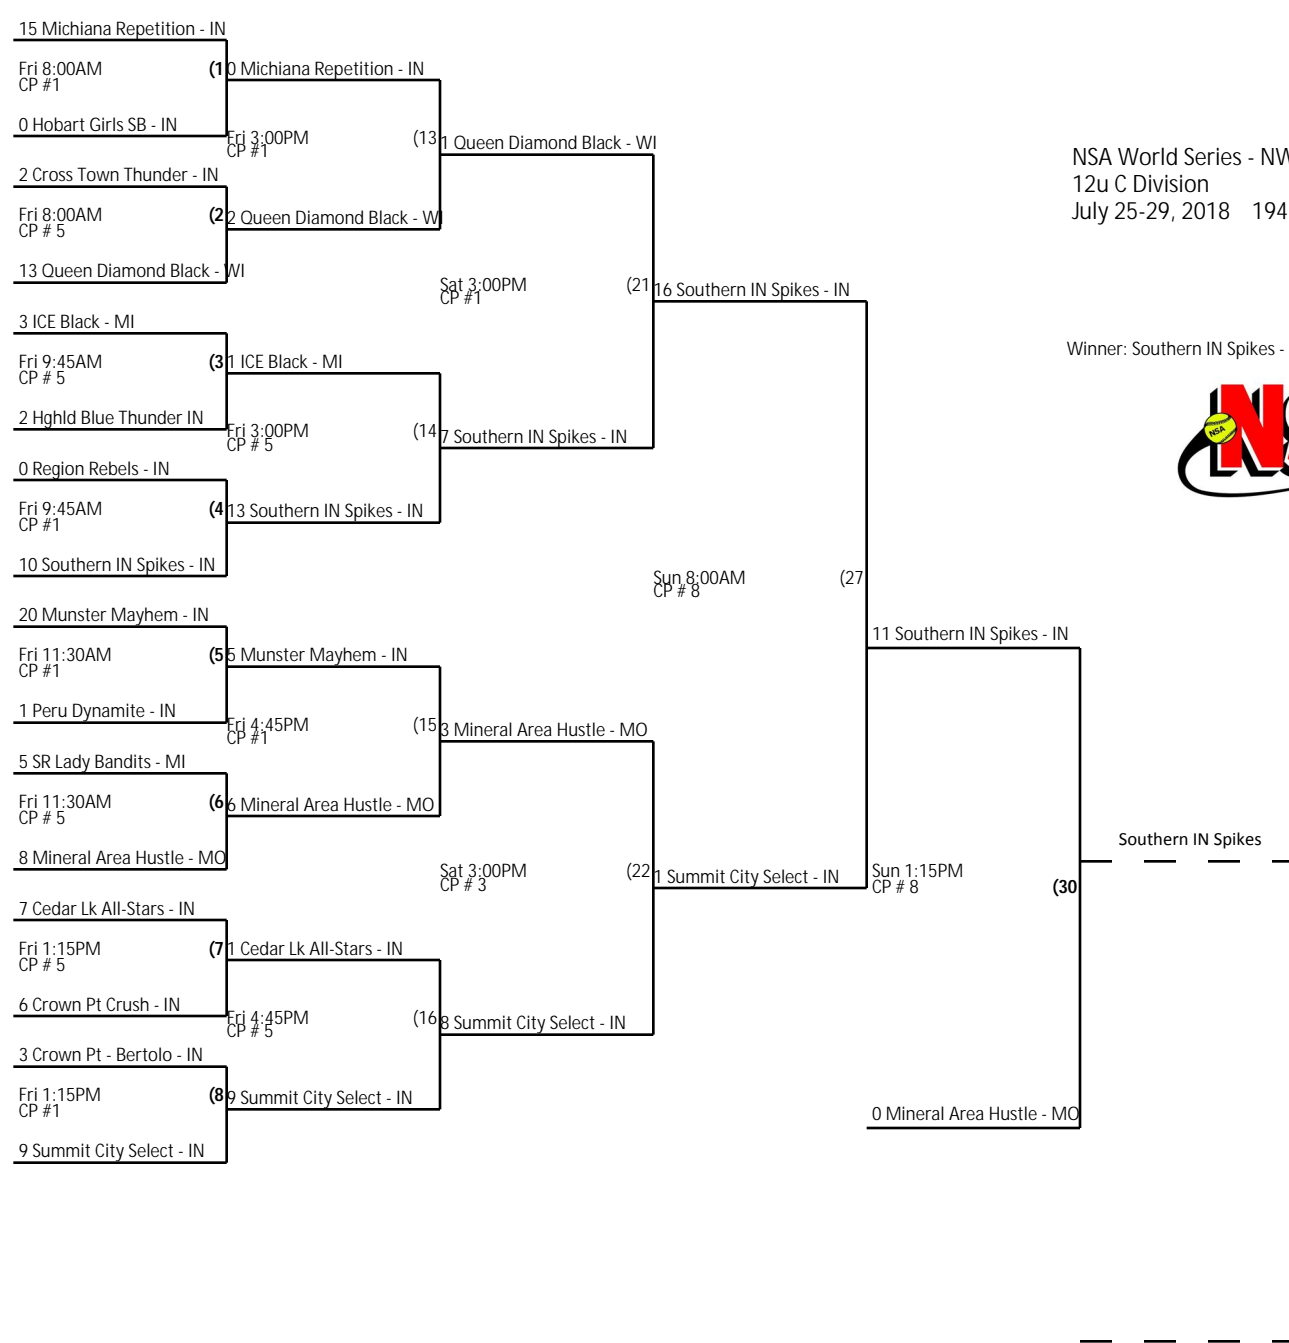 15 Michiana Repetition - IN
Fri 8:00AM (1
CP #1
0 Michiana Repetition - IN
0 Hobart Girls SB - IN
Fri 3:00PM (13
CP #1
1 Queen Diamond Black - WI
2 Cross Town Thunder - IN
Fri 8:00AM (2
CP # 5
2 Queen Diamond Black - WI
13 Queen Diamond Black - WI
Sat 3:00PM (21
CP #1
16 Southern IN Spikes - IN
3 ICE Black - MI
Fri 9:45AM (3
CP # 5
1 ICE Black - MI
2 Hghld Blue Thunder IN
Fri 3:00PM (14
CP # 5
7 Southern IN Spikes - IN
0 Region Rebels - IN
Fri 9:45AM (4
CP #1
13 Southern IN Spikes - IN
10 Southern IN Spikes - IN
Sun 8:00AM (27
CP # 8
11 Southern IN Spikes - IN
20 Munster Mayhem - IN
Fri 11:30AM (5
CP #1
5 Munster Mayhem - IN
1 Peru Dynamite - IN
Fri 4:45PM (15
CP #1
3 Mineral Area Hustle - MO
5 SR Lady Bandits - MI
Fri 11:30AM (6
CP # 5
6 Mineral Area Hustle - MO
8 Mineral Area Hustle - MO
Sat 3:00PM (22
CP # 3
1 Summit City Select - IN
7 Cedar Lk All-Stars - IN
Fri 1:15PM (7
CP # 5
1 Cedar Lk All-Stars - IN
6 Crown Pt Crush - IN
Fri 4:45PM (16
CP # 5
8 Summit City Select - IN
3 Crown Pt - Bertolo - IN
Fri 1:15PM (8
CP #1
9 Summit City Select - IN
9 Summit City Select - IN
Sun 1:15PM
CP # 8 (30
0 Mineral Area Hustle - MO
Southern IN Spikes
NSA World Series - NW
12u C Division
July 25-29, 2018 194
Winner: Southern IN Spikes -
NSA